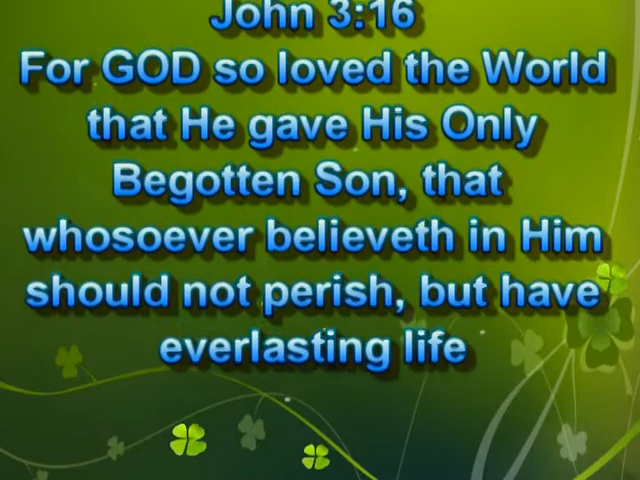 John 3:16
For GOD so loved the World
that He gave His Only
Begotten Son, that
whosoever believeth in Him
should not perish, but have
everlasting life